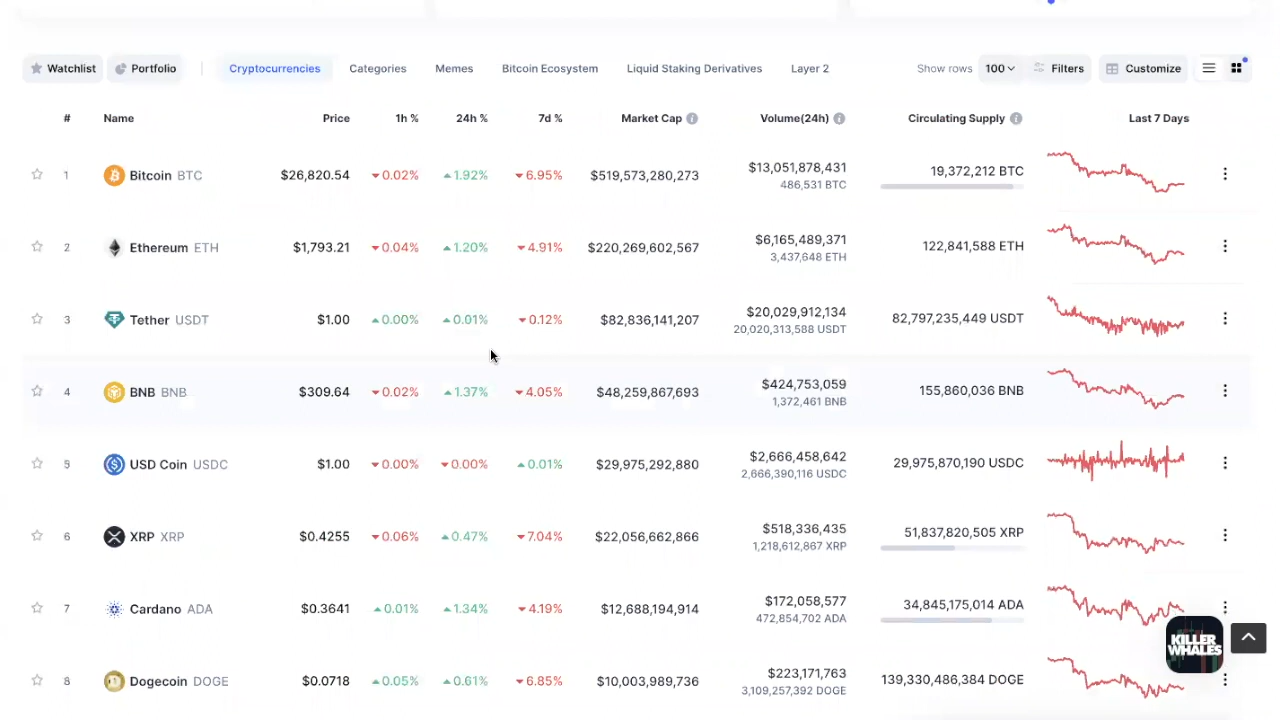 Watchlist Portfolio Cryptocurrencies Categories Memes Bitcoin Ecosystem Liquid Staking Derivatives Layer 2 Show rows 100 Filters Customize
# Name Price 1h % 24h % 7d % Market Cap Volume(24h) Circulating Supply Last 7 Days
1 Bitcoin BTC $26,820.54 0.02% 1.92% 6.95% $519,573,280,273 $13,051,878,431 19,372,212 BTC
486,531 BTC
2 Ethereum ETH $1,793.21 0.04% 1.20% 4.91% $220,269,602,567 $6,165,489,371 122,841,588 ETH
3,437,648 ETH
3 Tether USDT $1.00 0.00% 0.01% 0.12% $82,836,141,207 $20,029,912,134 82,797,235,449 USDT
20,020,313,588 USDT
4 BNB BNB $309.64 0.02% 1.37% 4.05% $48,259,867,693 $424,753,059 155,860,036 BNB
1,372,461 BNB
5 USD Coin USDC $1.00 0.00% 0.00% 0.01% $29,975,292,880 $2,666,458,642 29,975,870,190 USDC
2,666,390,116 USDC
6 XRP XRP $0.4255 0.06% 0.47% 7.04% $22,056,662,866 $518,336,435 51,837,820,505 XRP
1,218,612,867 XRP
7 Cardano ADA $0.3641 0.01% 1.34% 4.19% $12,688,194,914 $172,058,577 34,845,175,014 ADA
472,854,702 ADA
KILLER
WHALES
8 Dogecoin DOGE $0.0718 0.05% 0.61% 6.85% $10,003,989,736 $223,171,763 139,330,486,384 DOGE
3,109,257,392 DOGE